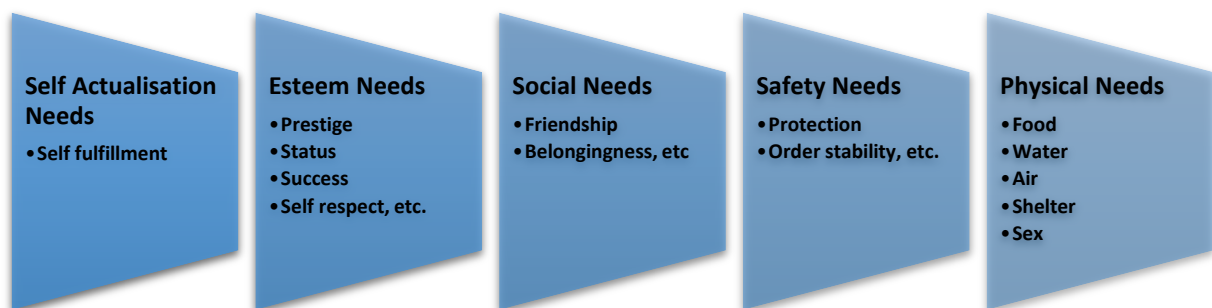 Self Actualisation
Needs
•Self fulfillment
Esteem Needs
•Prestige
•Status
•Success
•Self respect, etc.
Social Needs
•Friendship
•Belongingness, etc
Safety Needs
•Protection
•Order stability, etc.
Physical Needs
•Food
•Water
•Air
•Shelter
•Sex